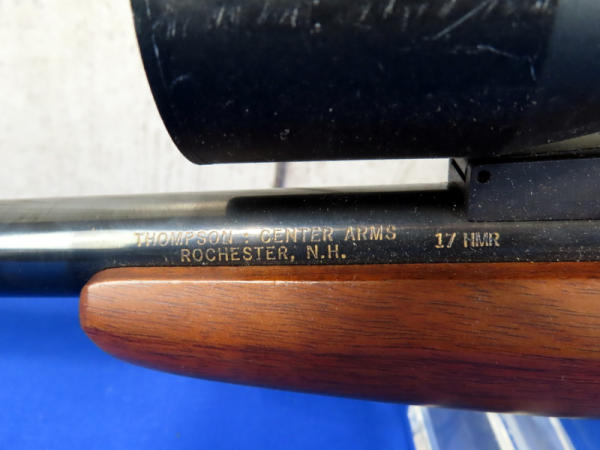 THOMPSON : CENTER ARMS 17 HMR
ROCHESTER, N.H.